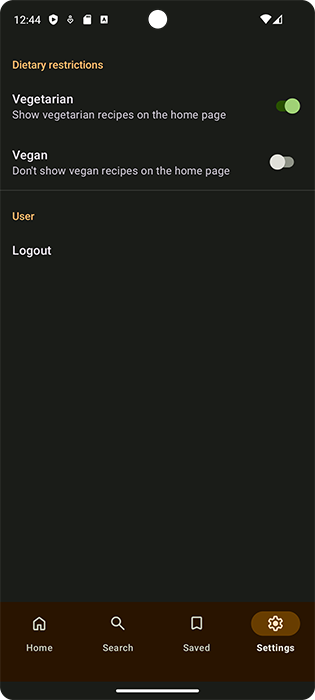 12:44
Dietary restrictions
Vegetarian
Show vegetarian recipes on the home page
Vegan
Don't show vegan recipes on the home page
User
Logout
Home Search Saved Settings